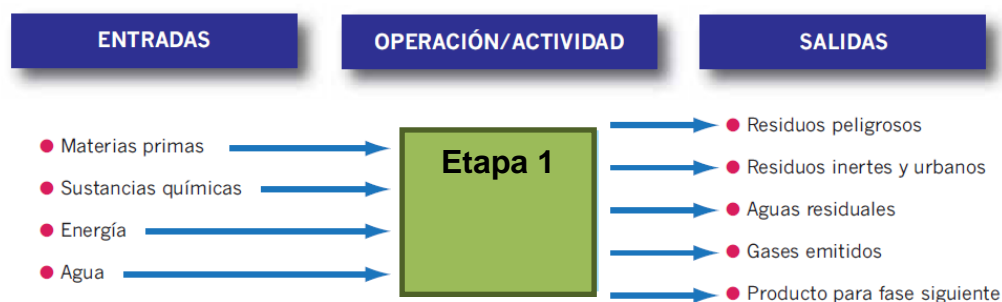 ENTRADAS
OPERACIÓN/ACTIVIDAD
SALIDAS
Materias primas
Sustancias químicas
Energía
Agua
Etapa 1
Residuos peligrosos
Residuos inertes y urbanos
Aguas residuales
Gases emitidos
Producto para fase siguiente